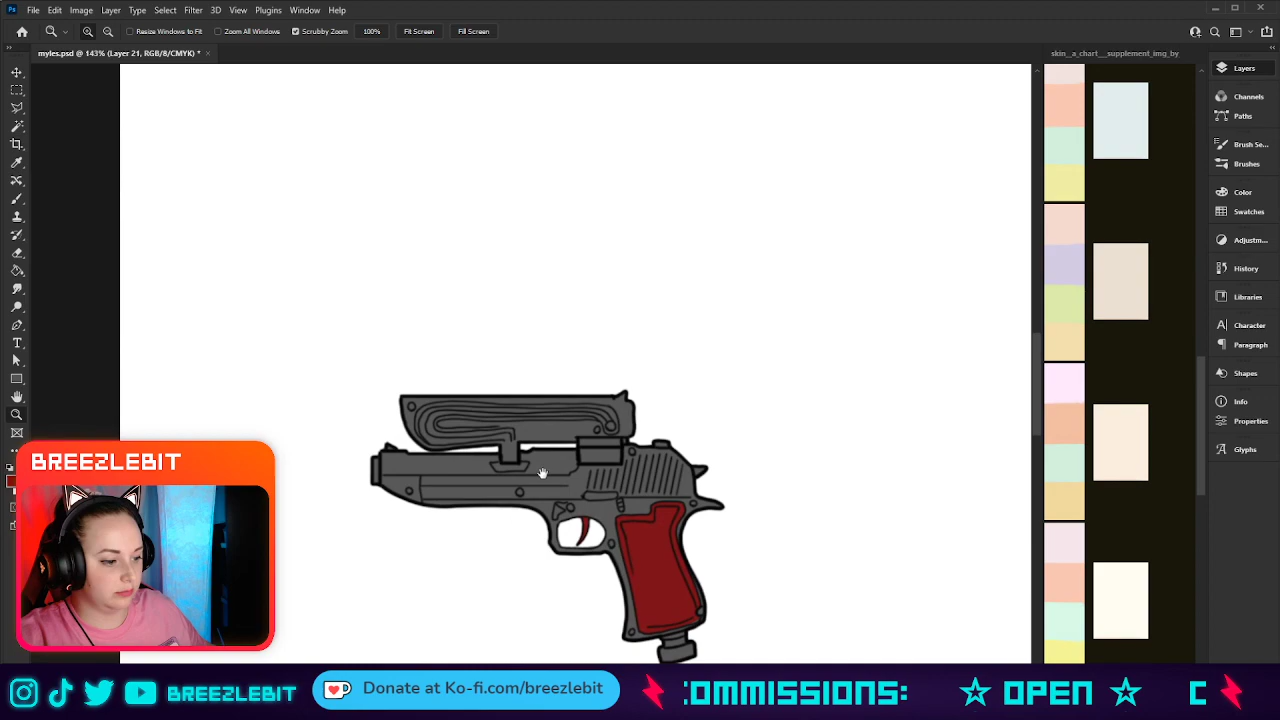 Ps File Edit Image Layer Type Select Filter 3D View Plugins Window Help
Resize Windows to Fit Zoom All Windows Scrubby Zoom 100% Fit Screen Fill Screen
myles.psd @ 143% (Layer 21, RGB/8/CMYK) *
skin__a_chart__supplement_img_by
Layers
Channels
Paths
Brush Se...
Brushes
Color
Swatches
Adjustm...
History
Libraries
Character
Paragraph
Shapes
Info
Properties
Glyphs
BREEZLEBIT
BREEZLEBIT
Donate at Ko-fi.com/breezlebit
COMMISSIONS: ☆ OPEN ☆ C